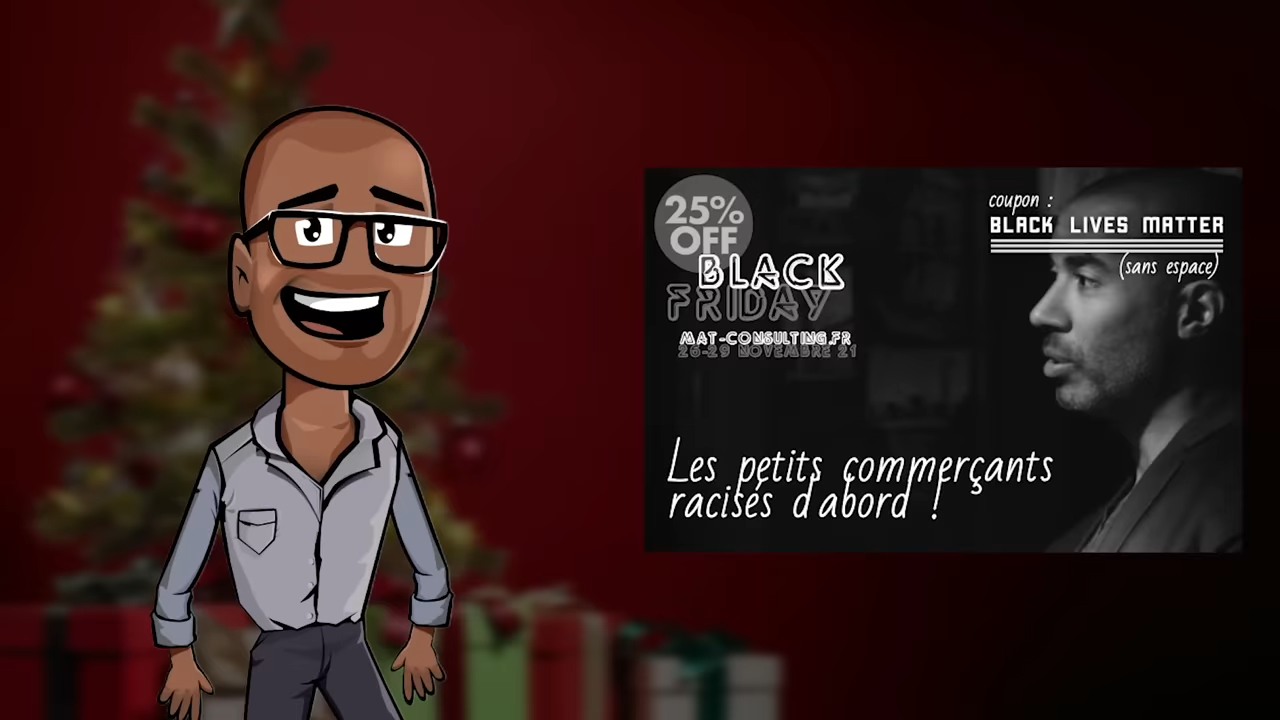 25%
OFF
BLACK
FRIDAY
MAT-CONSULTING.FR
26-29 NOVEMBRE 21
coupon :
BLACK LIVES MATTER
(sans espace)
Les petits commerçants
racisés d'abord !